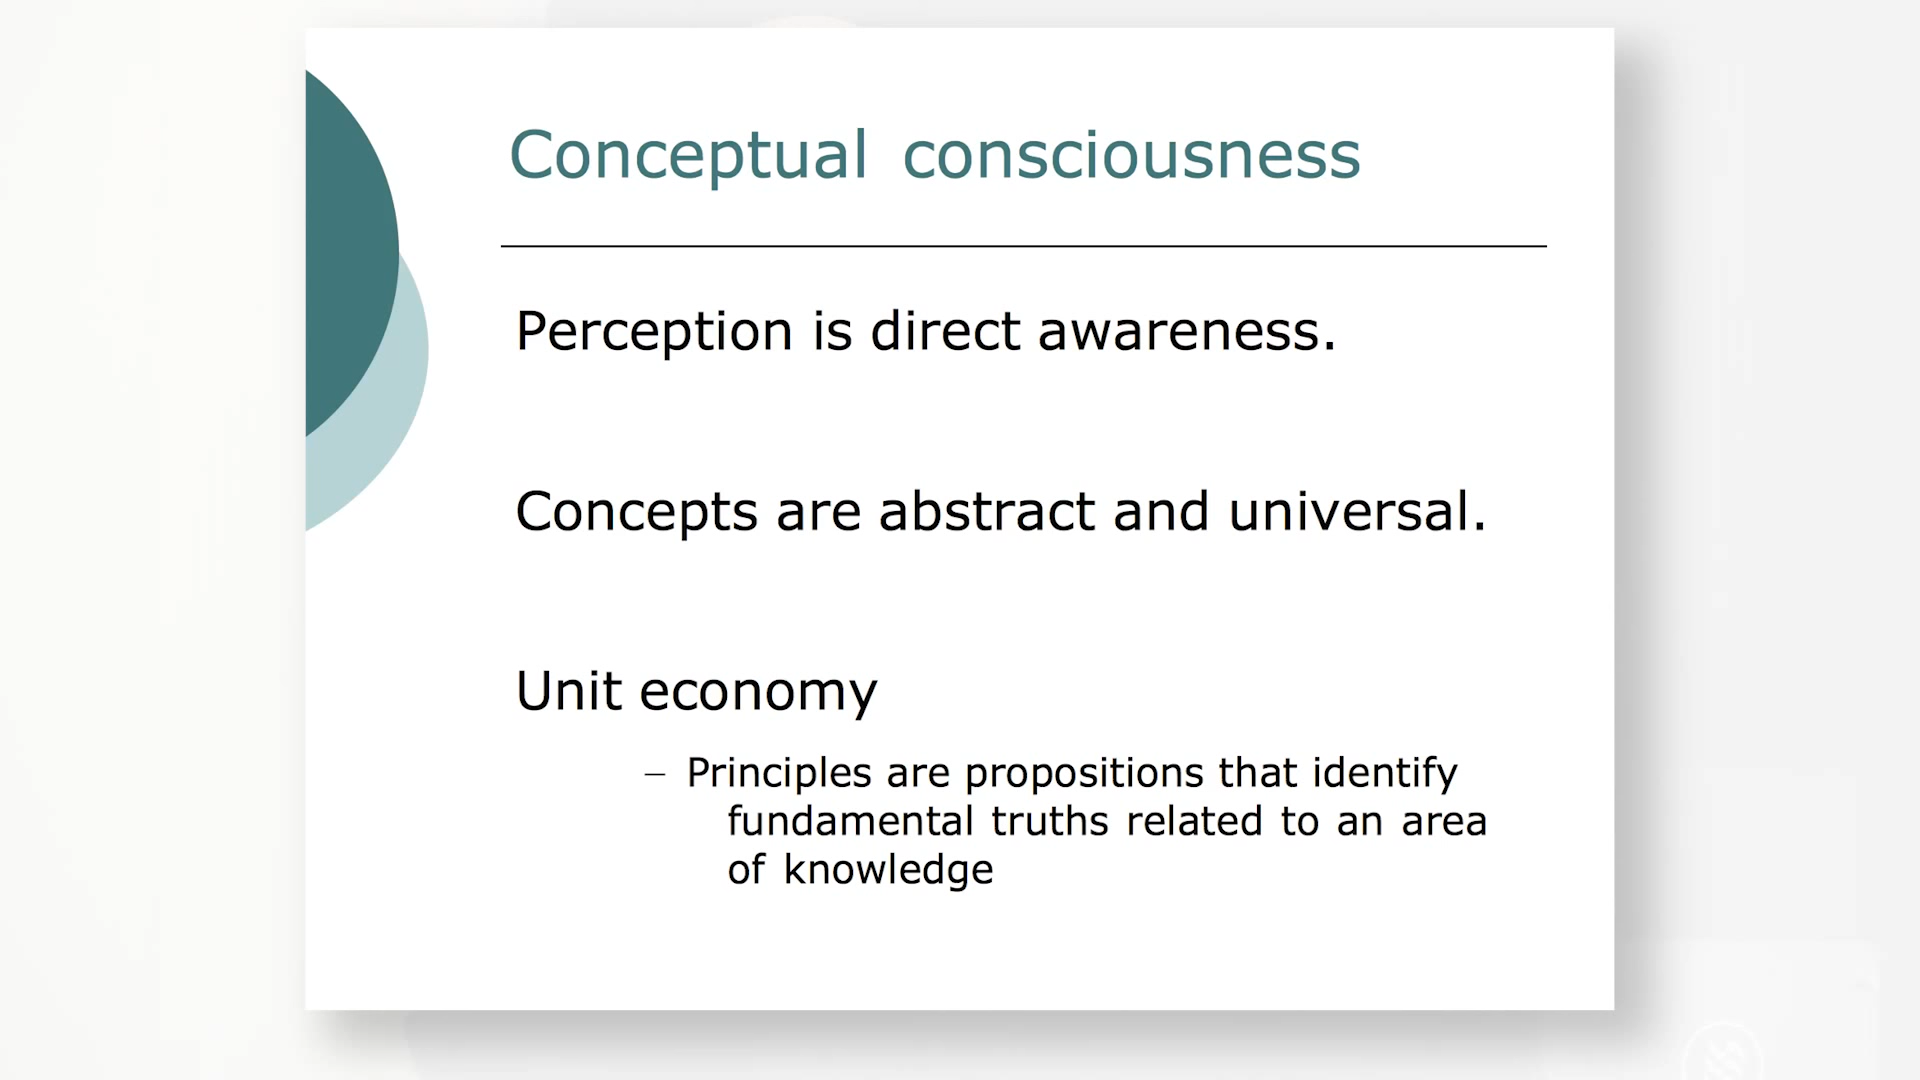 Conceptual consciousness
Perception is direct awareness.
Concepts are abstract and universal.
Unit economy
– Principles are propositions that identify
fundamental truths related to an area
of knowledge